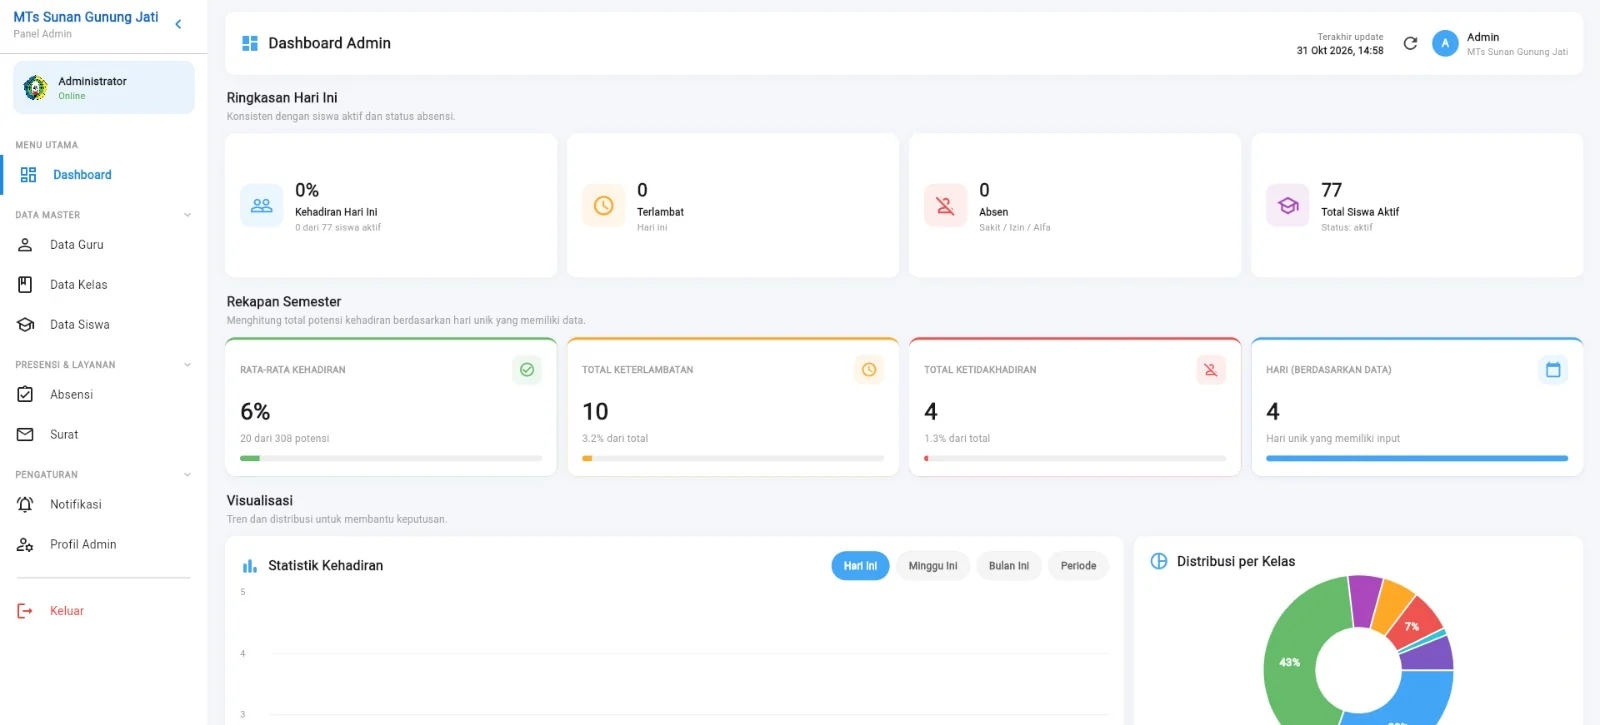 MTs Sunan Gunung Jati
Panel Admin
Administrator
Online
MENU UTAMA
Dashboard
DATA MASTER
Data Guru
Data Kelas
Data Siswa
PRESENSI & LAYANAN
Absensi
Surat
PENGATURAN
Notifikasi
Profil Admin
Keluar
Dashboard Admin
Terakhir update
31 Okt 2026, 14:58
A
Admin
MTs Sunan Gunung Jati
Ringkasan Hari Ini
Konsisten dengan siswa aktif dan status absensi.
0%
Kehadiran Hari Ini
0 dari 77 siswa aktif
0
Terlambat
Hari ini
0
Absen
Sakit / Izin / Alfa
77
Total Siswa Aktif
Status: aktif
Rekapan Semester
Menghitung total potensi kehadiran berdasarkan hari unik yang memiliki data.
RATA-RATA KEHADIRAN
6%
20 dari 308 potensi
TOTAL KETERLAMBATAN
10
3.2% dari total
TOTAL KETIDAKHADIRAN
4
1.3% dari total
HARI (BERDASARKAN DATA)
4
Hari unik yang memiliki input
Visualisasi
Tren dan distribusi untuk membantu keputusan.
Statistik Kehadiran
Hari Ini
Minggu Ini
Bulan Ini
Periode
5
4
3
Distribusi per Kelas
7%
43%